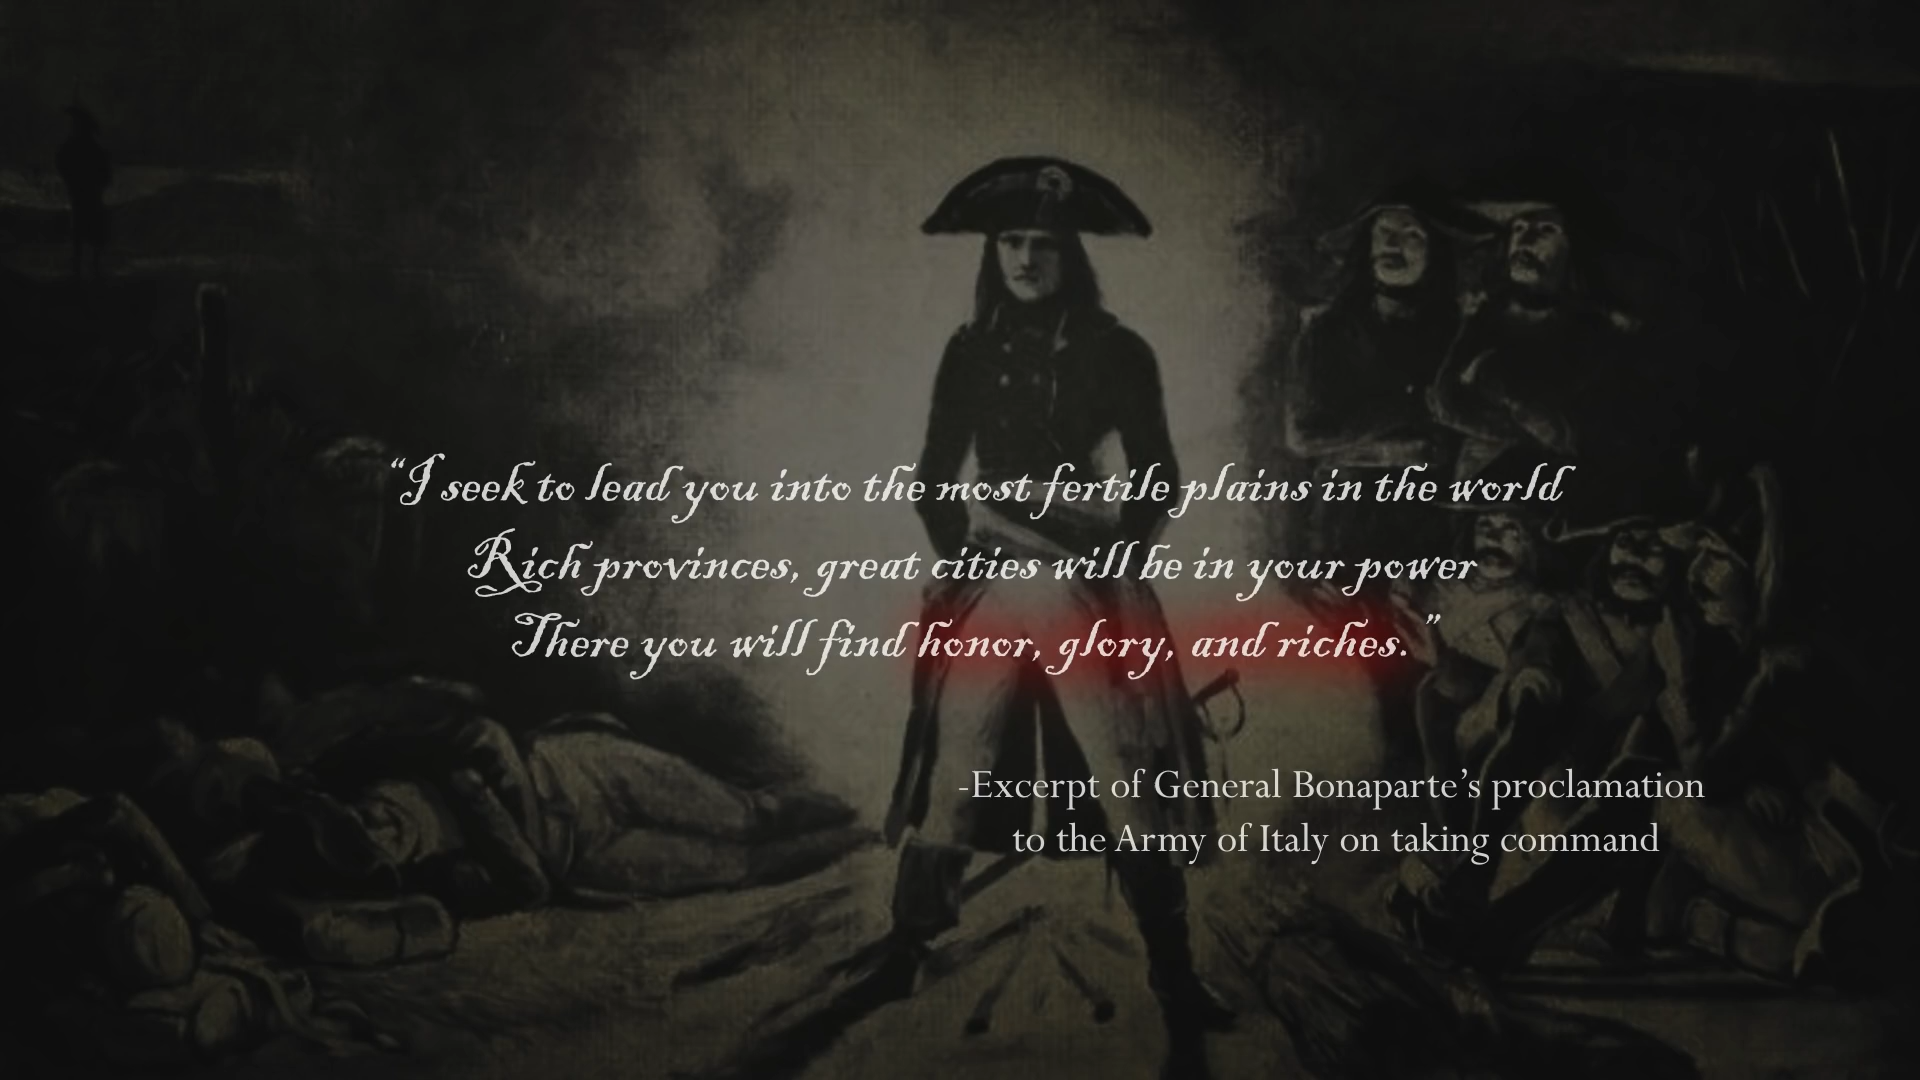 “I seek to lead you into the most fertile plains in the world
Rich provinces, great cities will be in your power
There you will find honor, glory, and riches.”
-Excerpt of General Bonaparte’s proclamation
to the Army of Italy on taking command